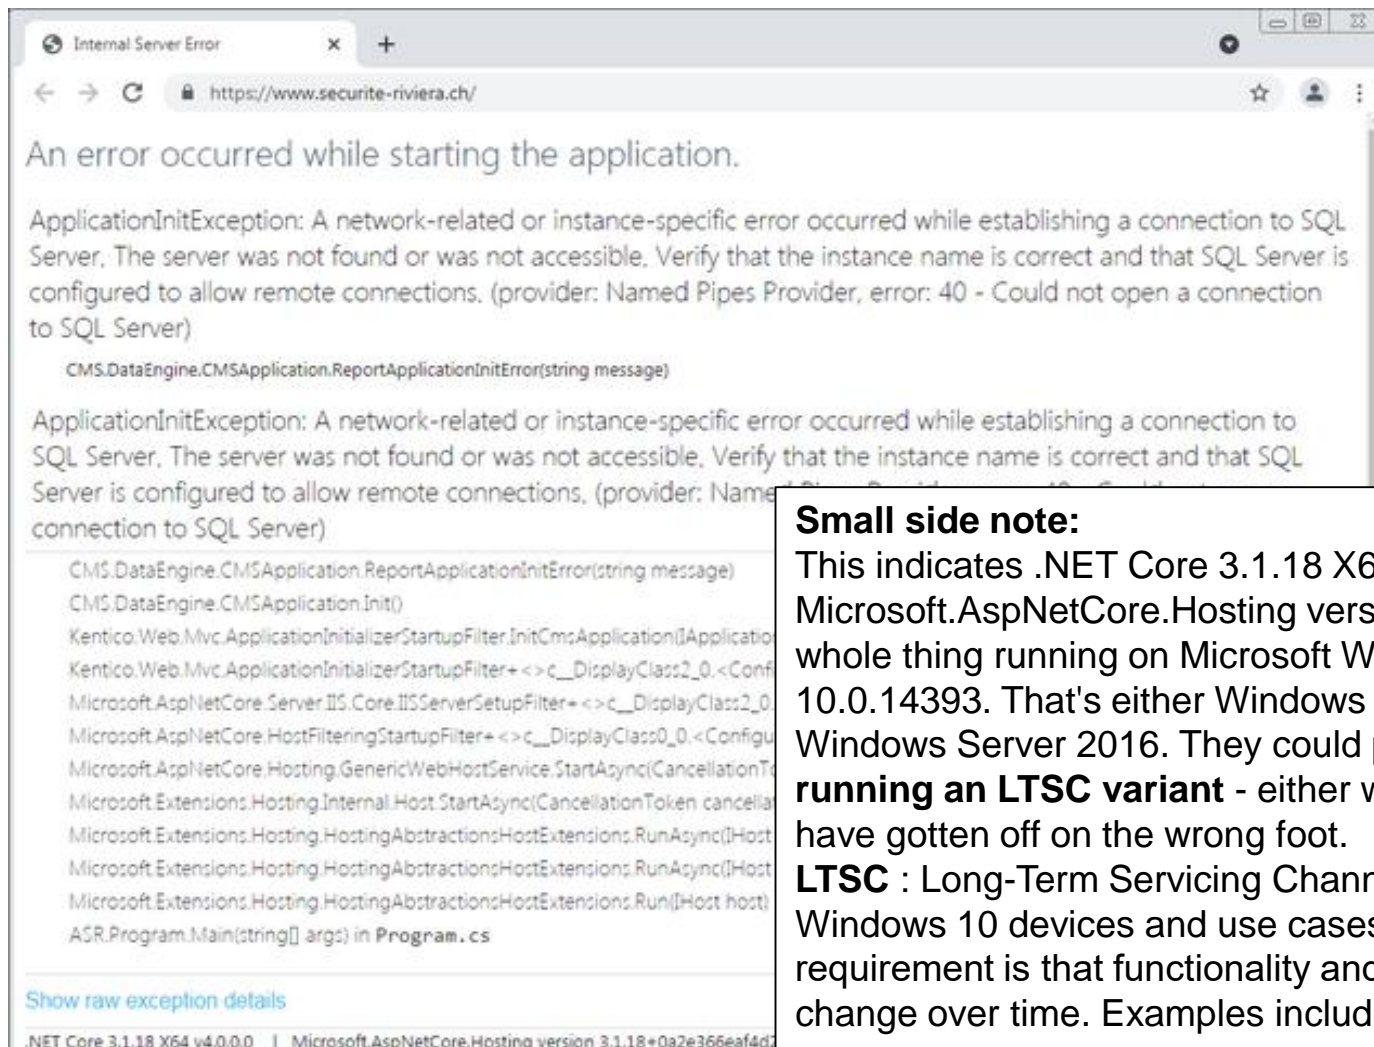 Internal Server Error
https://www.securite-riviera.ch/
An error occurred while starting the application.
ApplicationInitException: A network-related or instance-specific error occurred while establishing a connection to SQL
Server. The server was not found or was not accessible. Verify that the instance name is correct and that SQL Server is
configured to allow remote connections. (provider: Named Pipes Provider, error: 40 - Could not open a connection
to SQL Server)
CMS.DataEngine.CMSApplication.ReportApplicationInitError(string message)
ApplicationInitException: A network-related or instance-specific error occurred while establishing a connection to
SQL Server. The server was not found or was not accessible. Verify that the instance name is correct and that SQL
Server is configured to allow remote connections. (provider: Name
connection to SQL Server)
CMS.DataEngine.CMSApplication.ReportApplicationInitError(string message)
CMS.DataEngine.CMSApplication.Init()
Kentico.Web.Mvc.ApplicationInitializerStartupFilter.InitCmsApplication(IApplication
Kentico.Web.Mvc.ApplicationInitializerStartupFilter+<>c__DisplayClass2_0.<Confi
Microsoft.AspNetCore.Server.IIS.Core.IISServerSetupFilter+<>c__DisplayClass2_0.
Microsoft.AspNetCore.HostFilteringStartupFilter+<>c__DisplayClass0_0.<Configu
Microsoft.AspNetCore.Hosting.GenericWebHostService.StartAsync(CancellationTo
Microsoft.Extensions.Hosting.Internal.Host.StartAsync(CancellationToken cancella
Microsoft.Extensions.Hosting.HostingAbstractionsHostExtensions.RunAsync(IHost
Microsoft.Extensions.Hosting.HostingAbstractionsHostExtensions.RunAsync(IHost
Microsoft.Extensions.Hosting.HostingAbstractionsHostExtensions.Run(IHost host)
ASR.Program.Main(string[] args) in Program.cs
Show raw exception details
.NET Core 3.1.18 X64 v4.0.0.0 | Microsoft.AspNetCore.Hosting version 3.1.18+0a2e366eaf4d2
Small side note:
This indicates .NET Core 3.1.18 X6
Microsoft.AspNetCore.Hosting vers
whole thing running on Microsoft W
10.0.14393. That's either Windows
Windows Server 2016. They could
running an LTSC variant - either w
have gotten off on the wrong foot.
LTSC : Long-Term Servicing Chann
Windows 10 devices and use cases
requirement is that functionality and
change over time. Examples includ